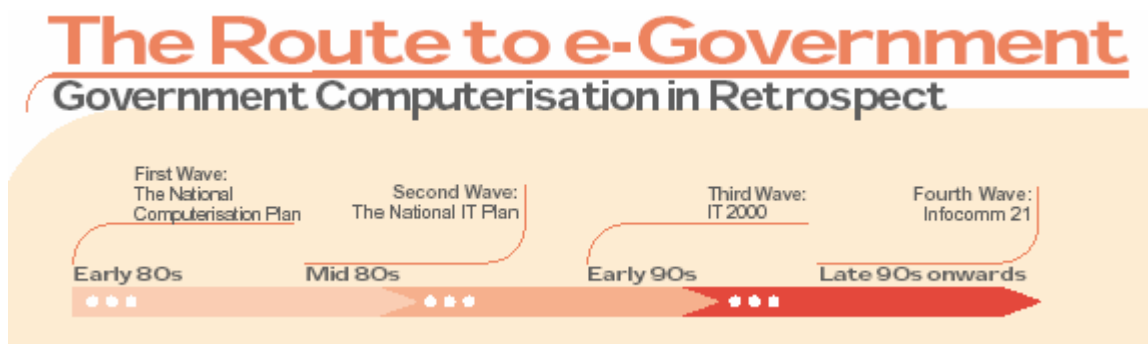 The Route to e-Government
Government Computerisation in Retrospect
First Wave:
The National
Computerisation Plan
Second Wave:
The National IT Plan
Third Wave:
IT 2000
Fourth Wave:
Infocomm 21
Early 80s
Mid 80s
Early 90s
Late 90s onwards